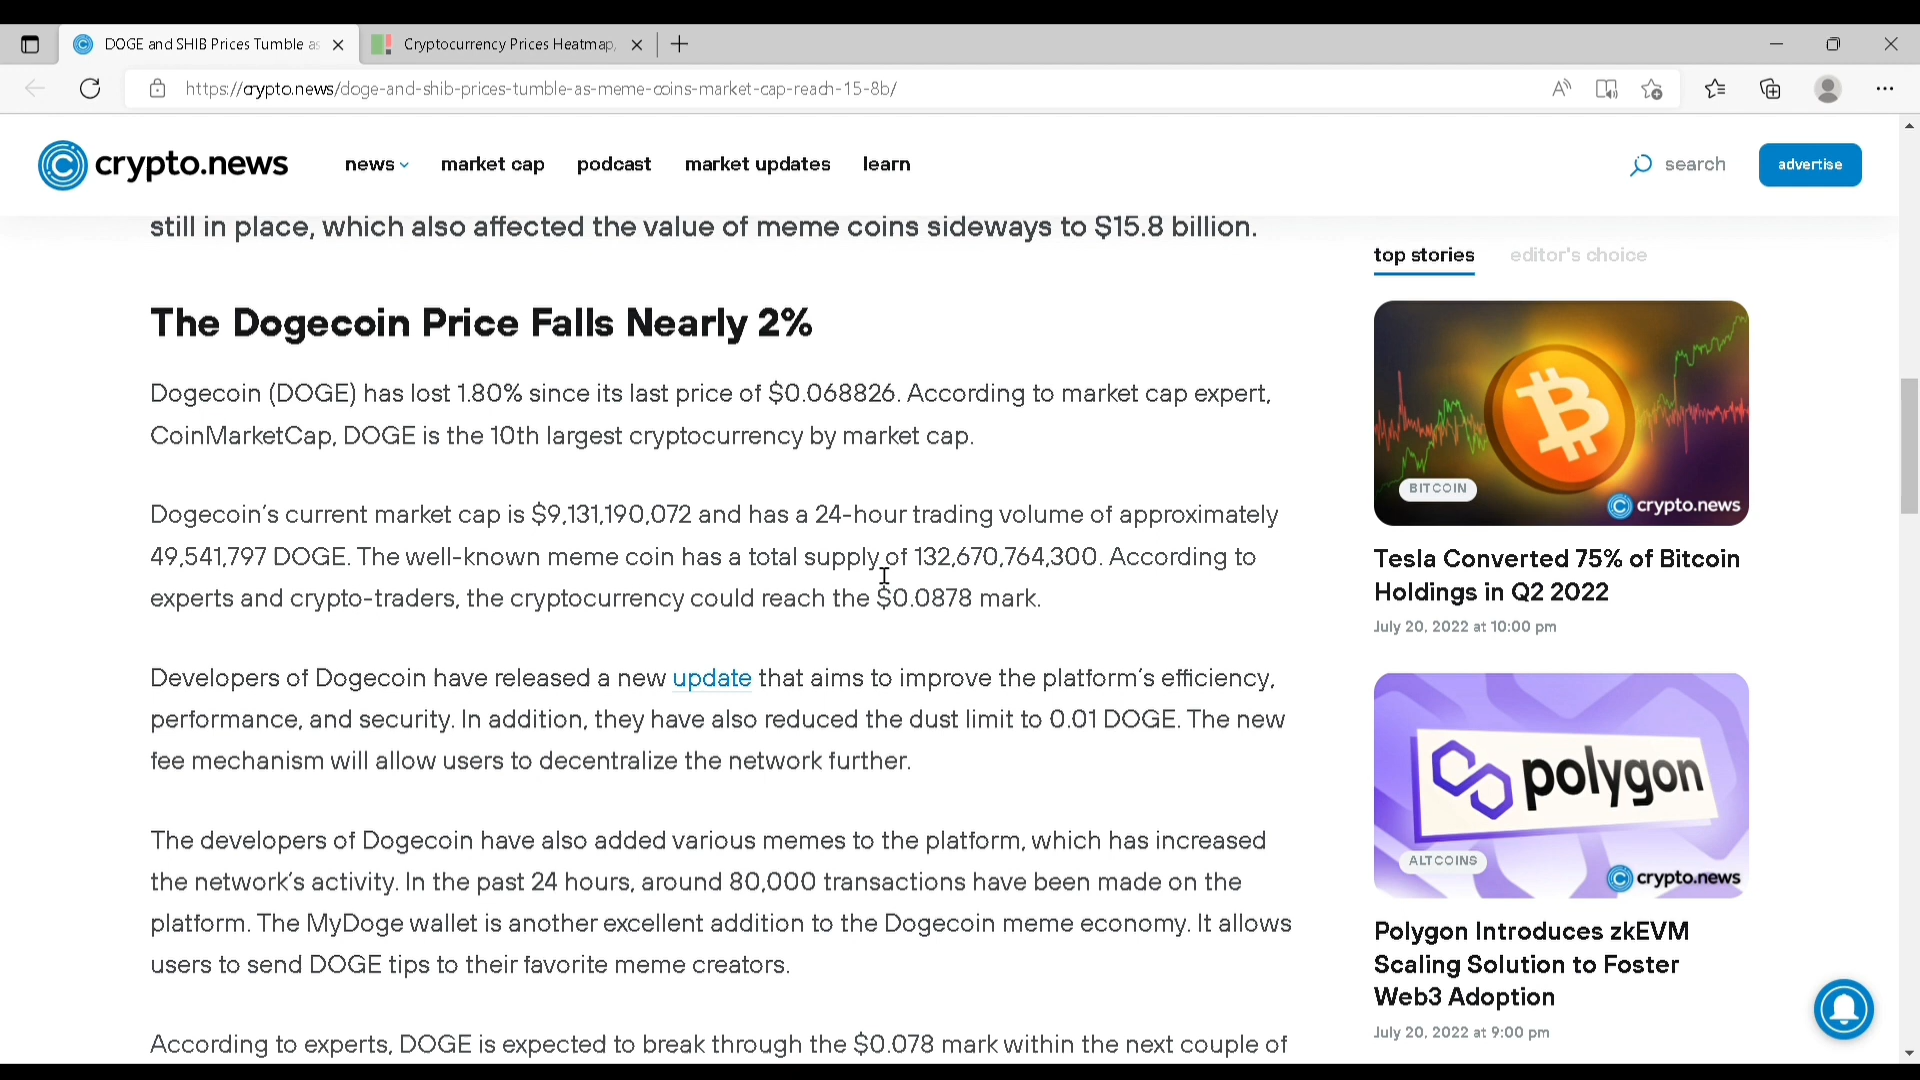 DOGE and SHIB Prices Tumble as
Cryptocurrency Prices Heatmap,
https://crypto.news/doge-and-shib-prices-tumble-as-meme-coins-market-cap-reach-15-8b/
crypto.news
news
market cap
podcast
market updates
learn
search
advertise
still in place, which also affected the value of meme coins sideways to $15.8 billion.
The Dogecoin Price Falls Nearly 2%
Dogecoin (DOGE) has lost 1.80% since its last price of $0.068826. According to market cap expert,
CoinMarketCap, DOGE is the 10th largest cryptocurrency by market cap.
Dogecoin's current market cap is $9,131,190,072 and has a 24-hour trading volume of approximately
49,541,797 DOGE. The well-known meme coin has a total supply of 132,670,764,300. According to
experts and crypto-traders, the cryptocurrency could reach the $0.0878 mark.
Developers of Dogecoin have released a new update that aims to improve the platform's efficiency,
performance, and security. In addition, they have also reduced the dust limit to 0.01 DOGE. The new
fee mechanism will allow users to decentralize the network further.
The developers of Dogecoin have also added various memes to the platform, which has increased
the network's activity. In the past 24 hours, around 80,000 transactions have been made on the
platform. The MyDoge wallet is another excellent addition to the Dogecoin meme economy. It allows
users to send DOGE tips to their favorite meme creators.
According to experts, DOGE is expected to break through the $0.078 mark within the next couple of
top stories
editor's choice
BITCOIN
crypto.news
Tesla Converted 75% of Bitcoin
Holdings in Q2 2022
July 20, 2022 at 10:00 pm
polygon
ALTCOINS
crypto.news
Polygon Introduces zkEVM
Scaling Solution to Foster
Web3 Adoption
July 20, 2022 at 9:00 pm